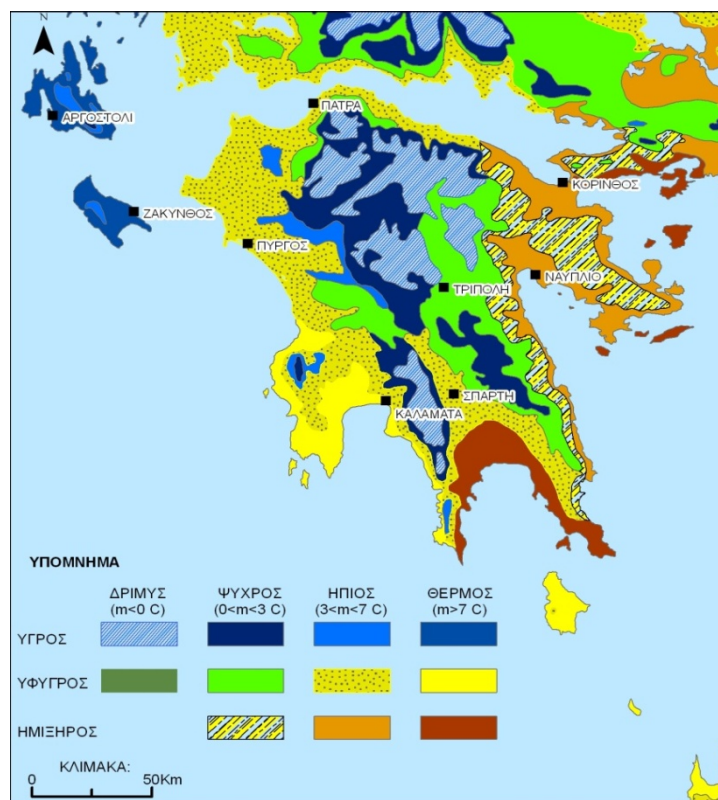 N
ΠΑΤΡΑ
ΑΡΓΟΣΤΟΛΙ
ΚΟΡΙΝΘΟΣ
ΖΑΚΥΝΘΟΣ
ΠΥΡΓΟΣ
ΝΑΥΠΛΙΟ
ΤΡΙΠΟΛΗ
ΣΠΑΡΤΗ
ΚΑΛΑΜΑΤΑ
ΥΠΟΜΝΗΜΑ
ΔΡΙΜΥΣ ΨΥΧΡΟΣ ΗΠΙΟΣ ΘΕΡΜΟΣ
(m<0 C) (0<m<3 C) (3<m<7 C) (m>7 C)
ΥΓΡΟΣ
ΥΦΥΓΡΟΣ
ΗΜΙΞΗΡΟΣ
ΚΛΙΜΑΚΑ:
0 50Km